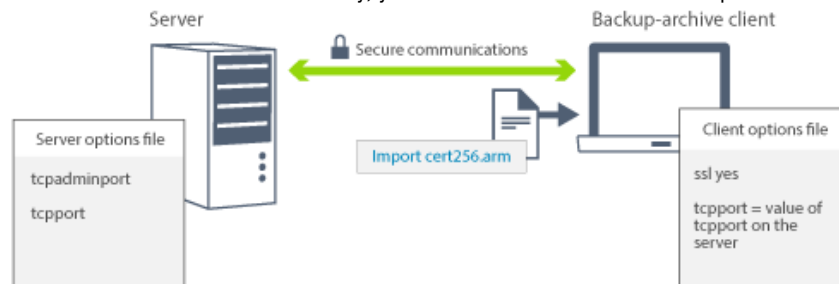 Server
Backup-archive client
Secure communications
Server options file
tcpadminport
tcpport
Import cert256.arm
Client options file
ssl yes
tcpport = value of
tcpport on the
server